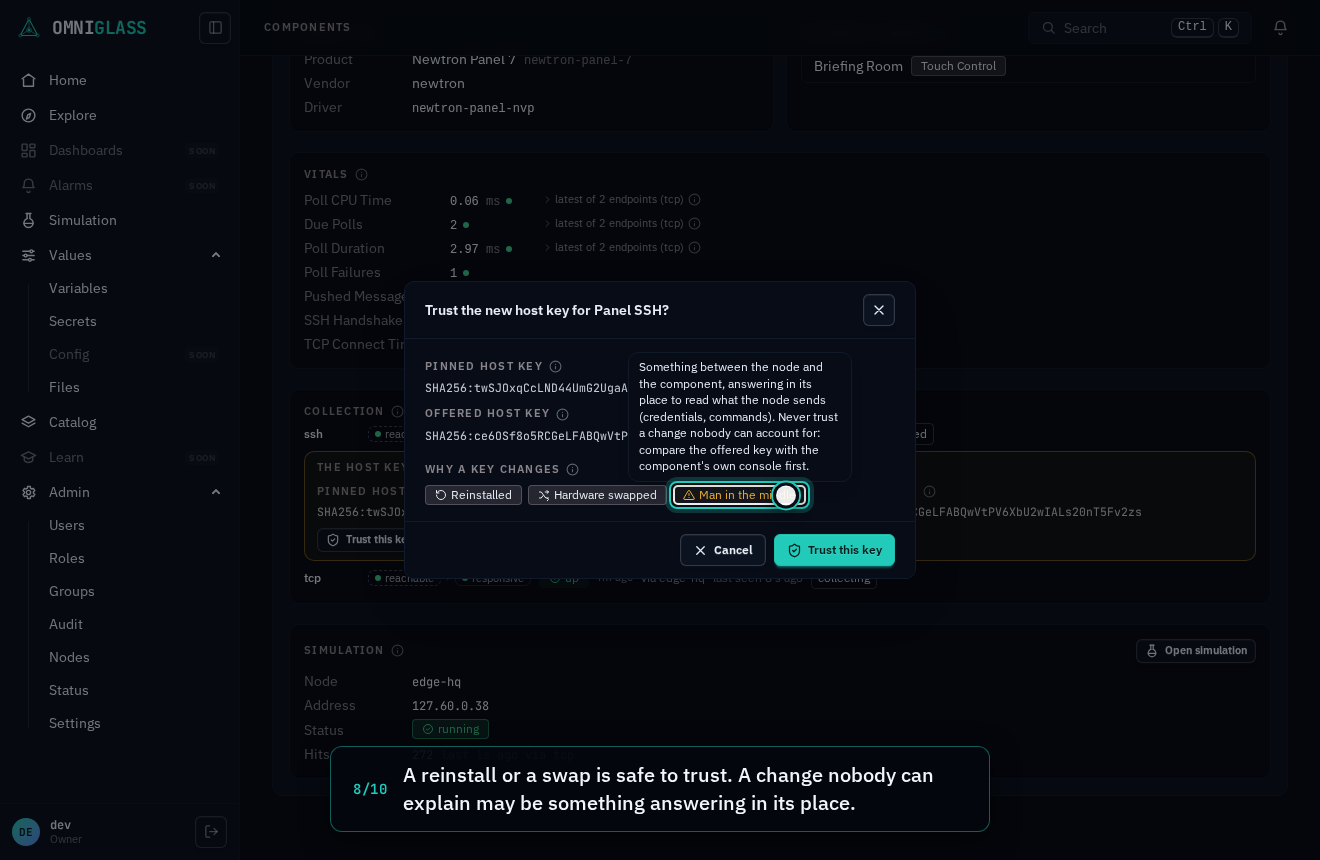 OMNIGLASS
COMPONENTS
Search
Ctrl K
Home
Explore
Dashboards SOON
Alarms SOON
Simulation
Values
Variables
Secrets
Config SOON
Files
Catalog
Learn SOON
Admin
Users
Roles
Groups
Audit
Nodes
Status
Settings
DE dev
Owner
Product Newtron Panel 7 newtron-panel-7
Vendor newtron
Driver newtron-panel-nvp
Briefing Room Touch Control
VITALS
Poll CPU Time 0.06 ms latest of 2 endpoints (tcp)
Due Polls 2 latest of 2 endpoints (tcp)
Poll Duration 2.97 ms latest of 2 endpoints (tcp)
Poll Failures 1
Pushed Message
SSH Handshake
TCP Connect Tim
Trust the new host key for Panel SSH?
PINNED HOST KEY
SHA256:twSJOxqCcLND44UmG2UgaA
OFFERED HOST KEY
SHA256:ce6OSf8o5RCGeLFABQwVtP
Something between the node and
the component, answering in its
place to read what the node sends
(credentials, commands). Never trust
a change nobody can account for:
compare the offered key with the
component's own console first.
WHY A KEY CHANGES
Reinstalled Hardware swapped Man in the
Cancel Trust this key
COLLECTION
ssh
THE HOST KEY
PINNED HOST
SHA256:twSJOx
GeLFABQwVtPV6XbU2wIALs20nT5Fv2zs
Trust this ke
tcp reachable responsive up via edge-hq last seen 8's ago collecting
SIMULATION
Open simulation
Node edge-hq
Address 127.60.0.38
Status running
Hits 272
8/10 A reinstall or a swap is safe to trust. A change nobody can
explain may be something answering in its place.